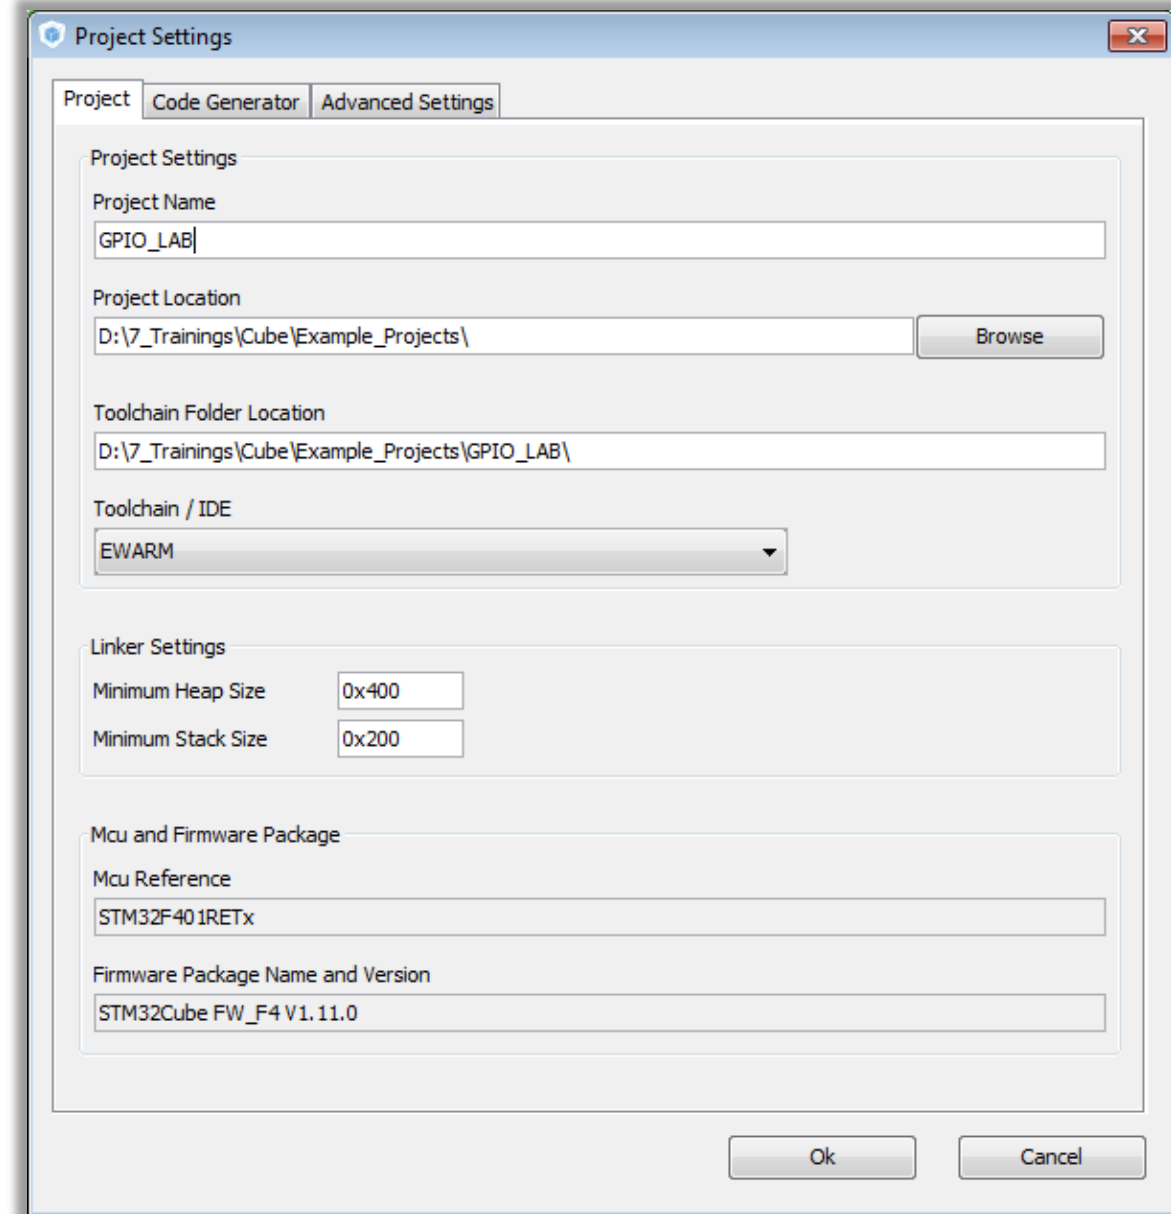 Project Settings
Project Code Generator Advanced Settings
Project Settings
Project Name
GPIO_LAB
Project Location
D:\7_Trainings\Cube\Example_Projects\ Browse
Toolchain Folder Location
D:\7_Trainings\Cube\Example_Projects\GPIO_LAB\
Toolchain / IDE
EWARM
Linker Settings
Minimum Heap Size 0x400
Minimum Stack Size 0x200
Mcu and Firmware Package
Mcu Reference
STM32F401RETx
Firmware Package Name and Version
STM32Cube FW_F4 V1.11.0
Ok Cancel